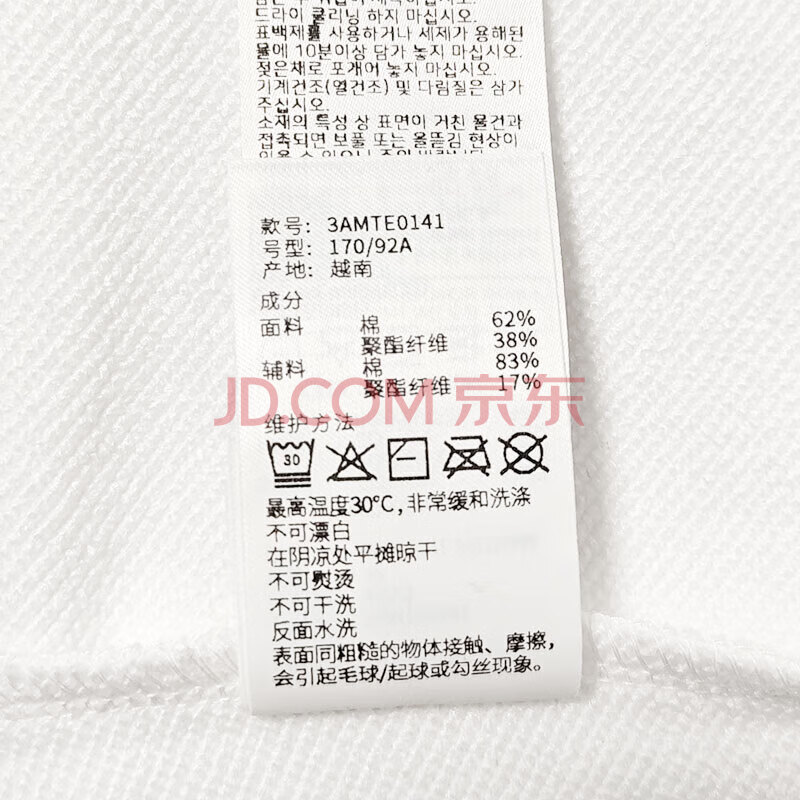 드라이 클리닝 하지 마십시오.
표백제를 사용하거나 세제가 용해된
물에 10분이상 담가 놓지 마십시오.
젖은채로 포개어 놓지 마십시오.
기계건조(열건조) 및 다림질은 삼가
주십시오.
소재의 특성 상 표면이 거친 물건과
접촉되면 보풀 또는 올뜯김 현상이
款号: 3AMTE0141
号型: 170/92A
产地: 越南
成分
面料 棉 62%
聚酯纤维 38%
辅料 棉 83%
聚酯纤维 17%
JD.COM 京东
维护方法
30
最高温度30°C,非常缓和洗涤
不可漂白
在阴凉处平摊晾干
不可熨烫
不可干洗
反面水洗
表面同粗糙的物体接触、摩擦,
会引起毛球/起球或勾丝现象。